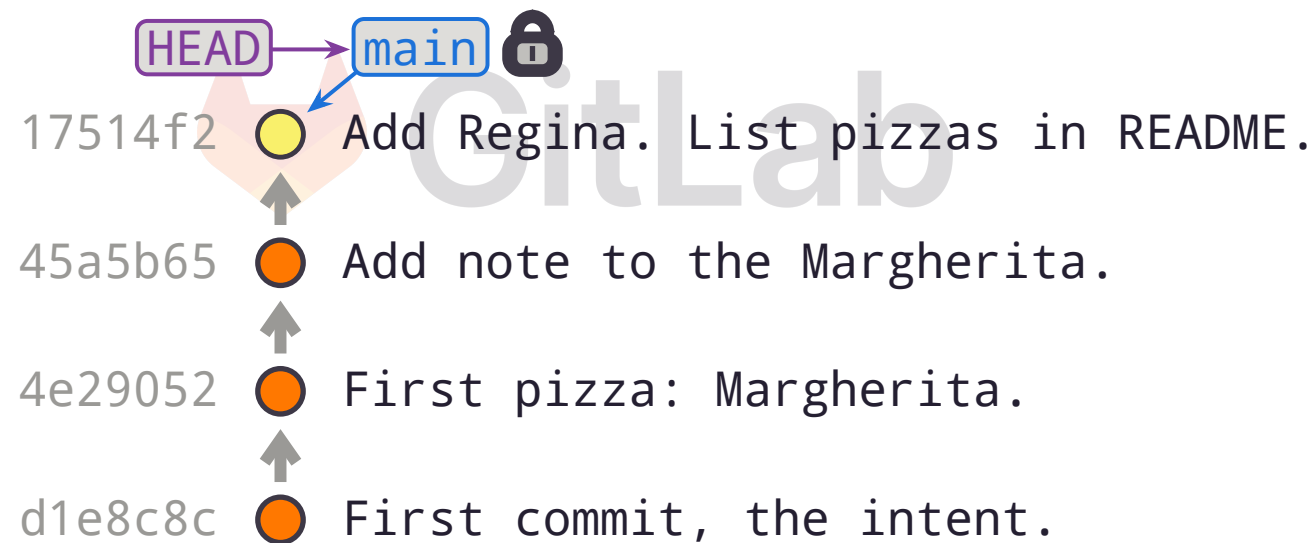 HEAD main
GitLab
17514f2 Add Regina. List pizzas in README.
45a5b65 Add note to the Margherita.
4e29052 First pizza: Margherita.
d1e8c8c First commit, the intent.